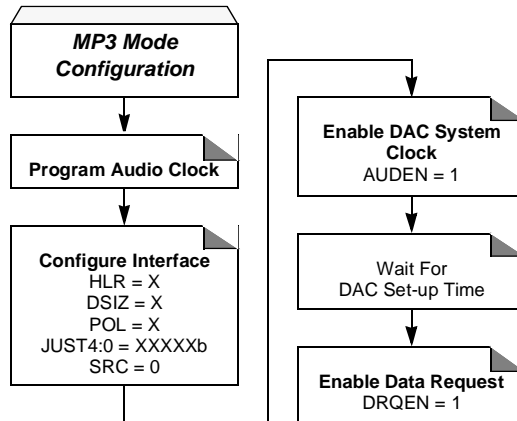 MP3 Mode
Configuration
Program Audio Clock
Configure Interface
HLR = X
DSIZ = X
POL = X
JUST4:0 = XXXXXb
SRC = 0
Enable DAC System
Clock
AUDEN = 1
Wait For
DAC Set-up Time
Enable Data Request
DRQEN = 1